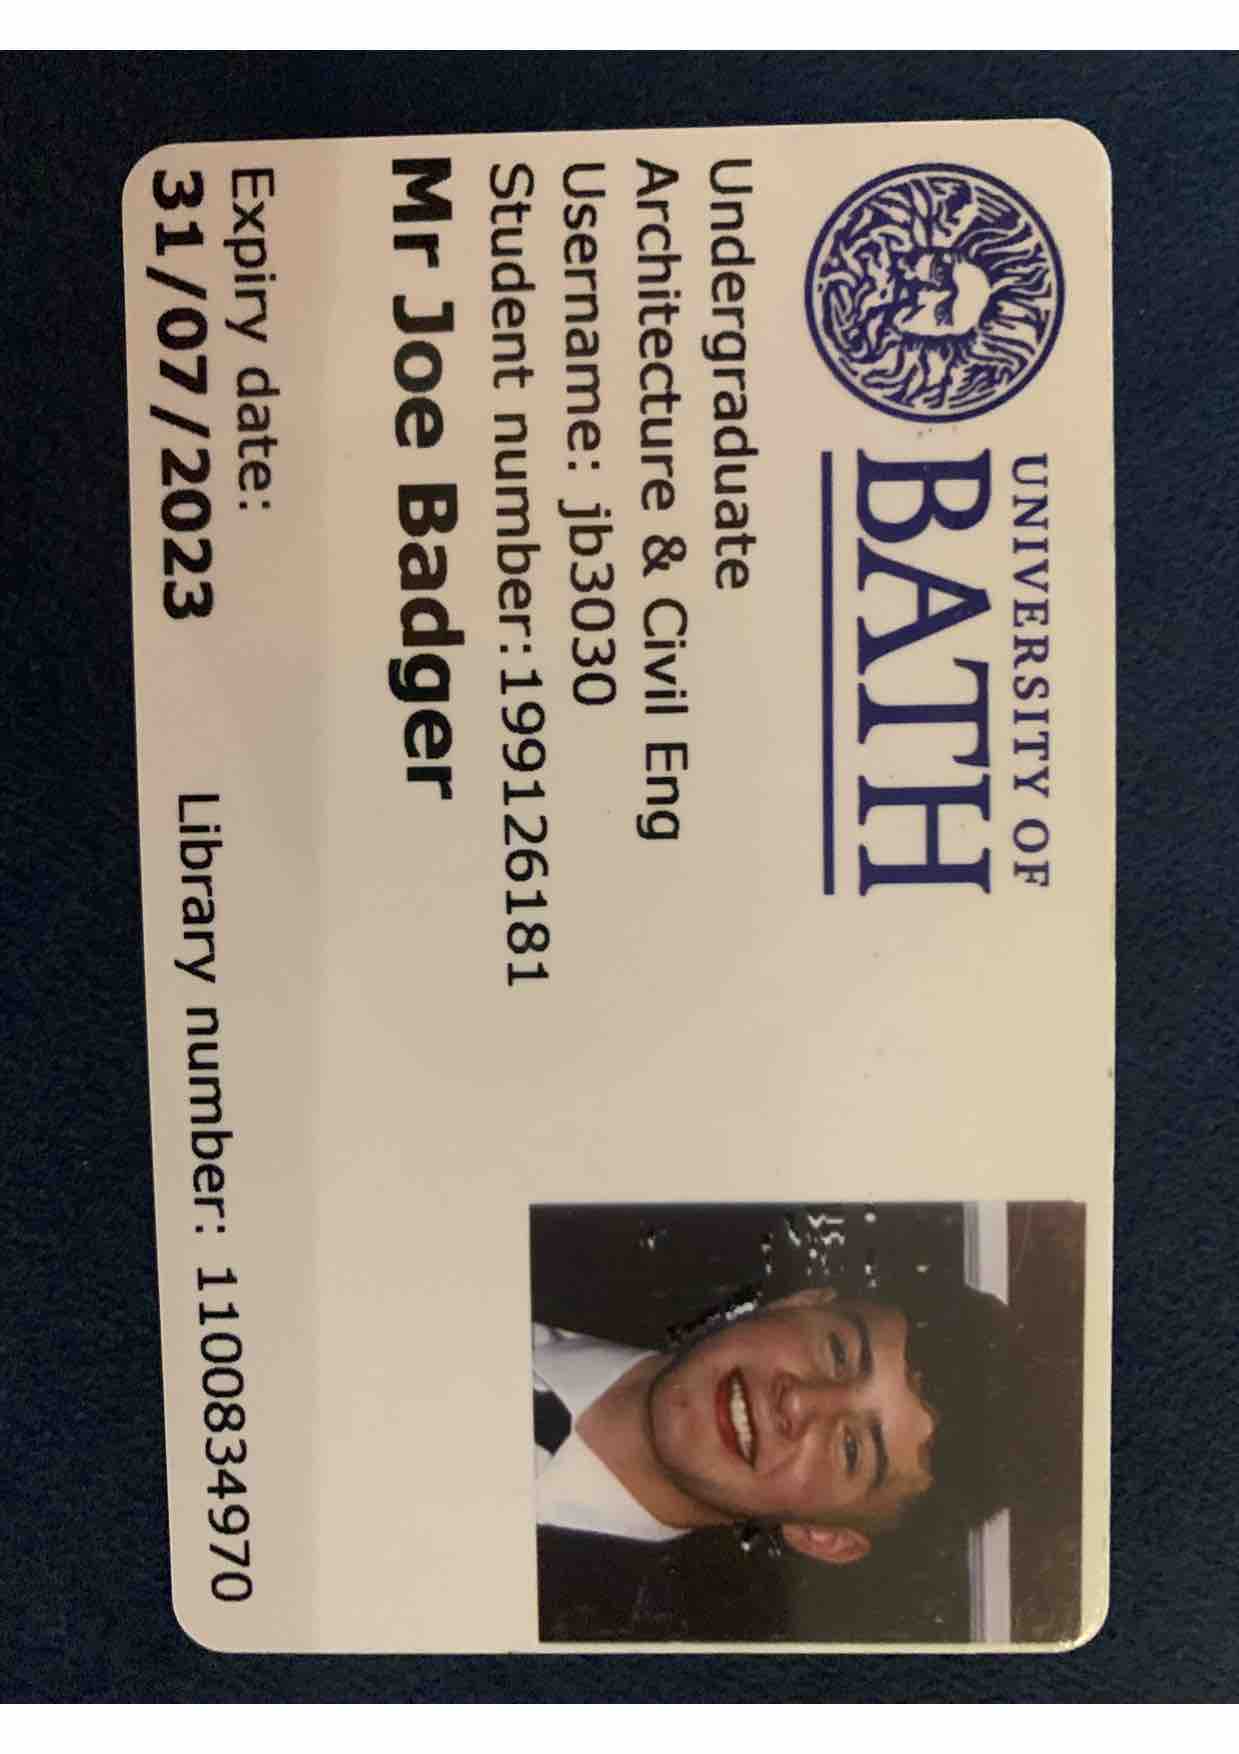 UNIVERSITY OF
BATH
Undergraduate
Architecture & Civil Eng
Username: jb3030
Student number:199126181
Mr Joe Badger
Expiry date:
31/07/2023 Library number: 1100834970